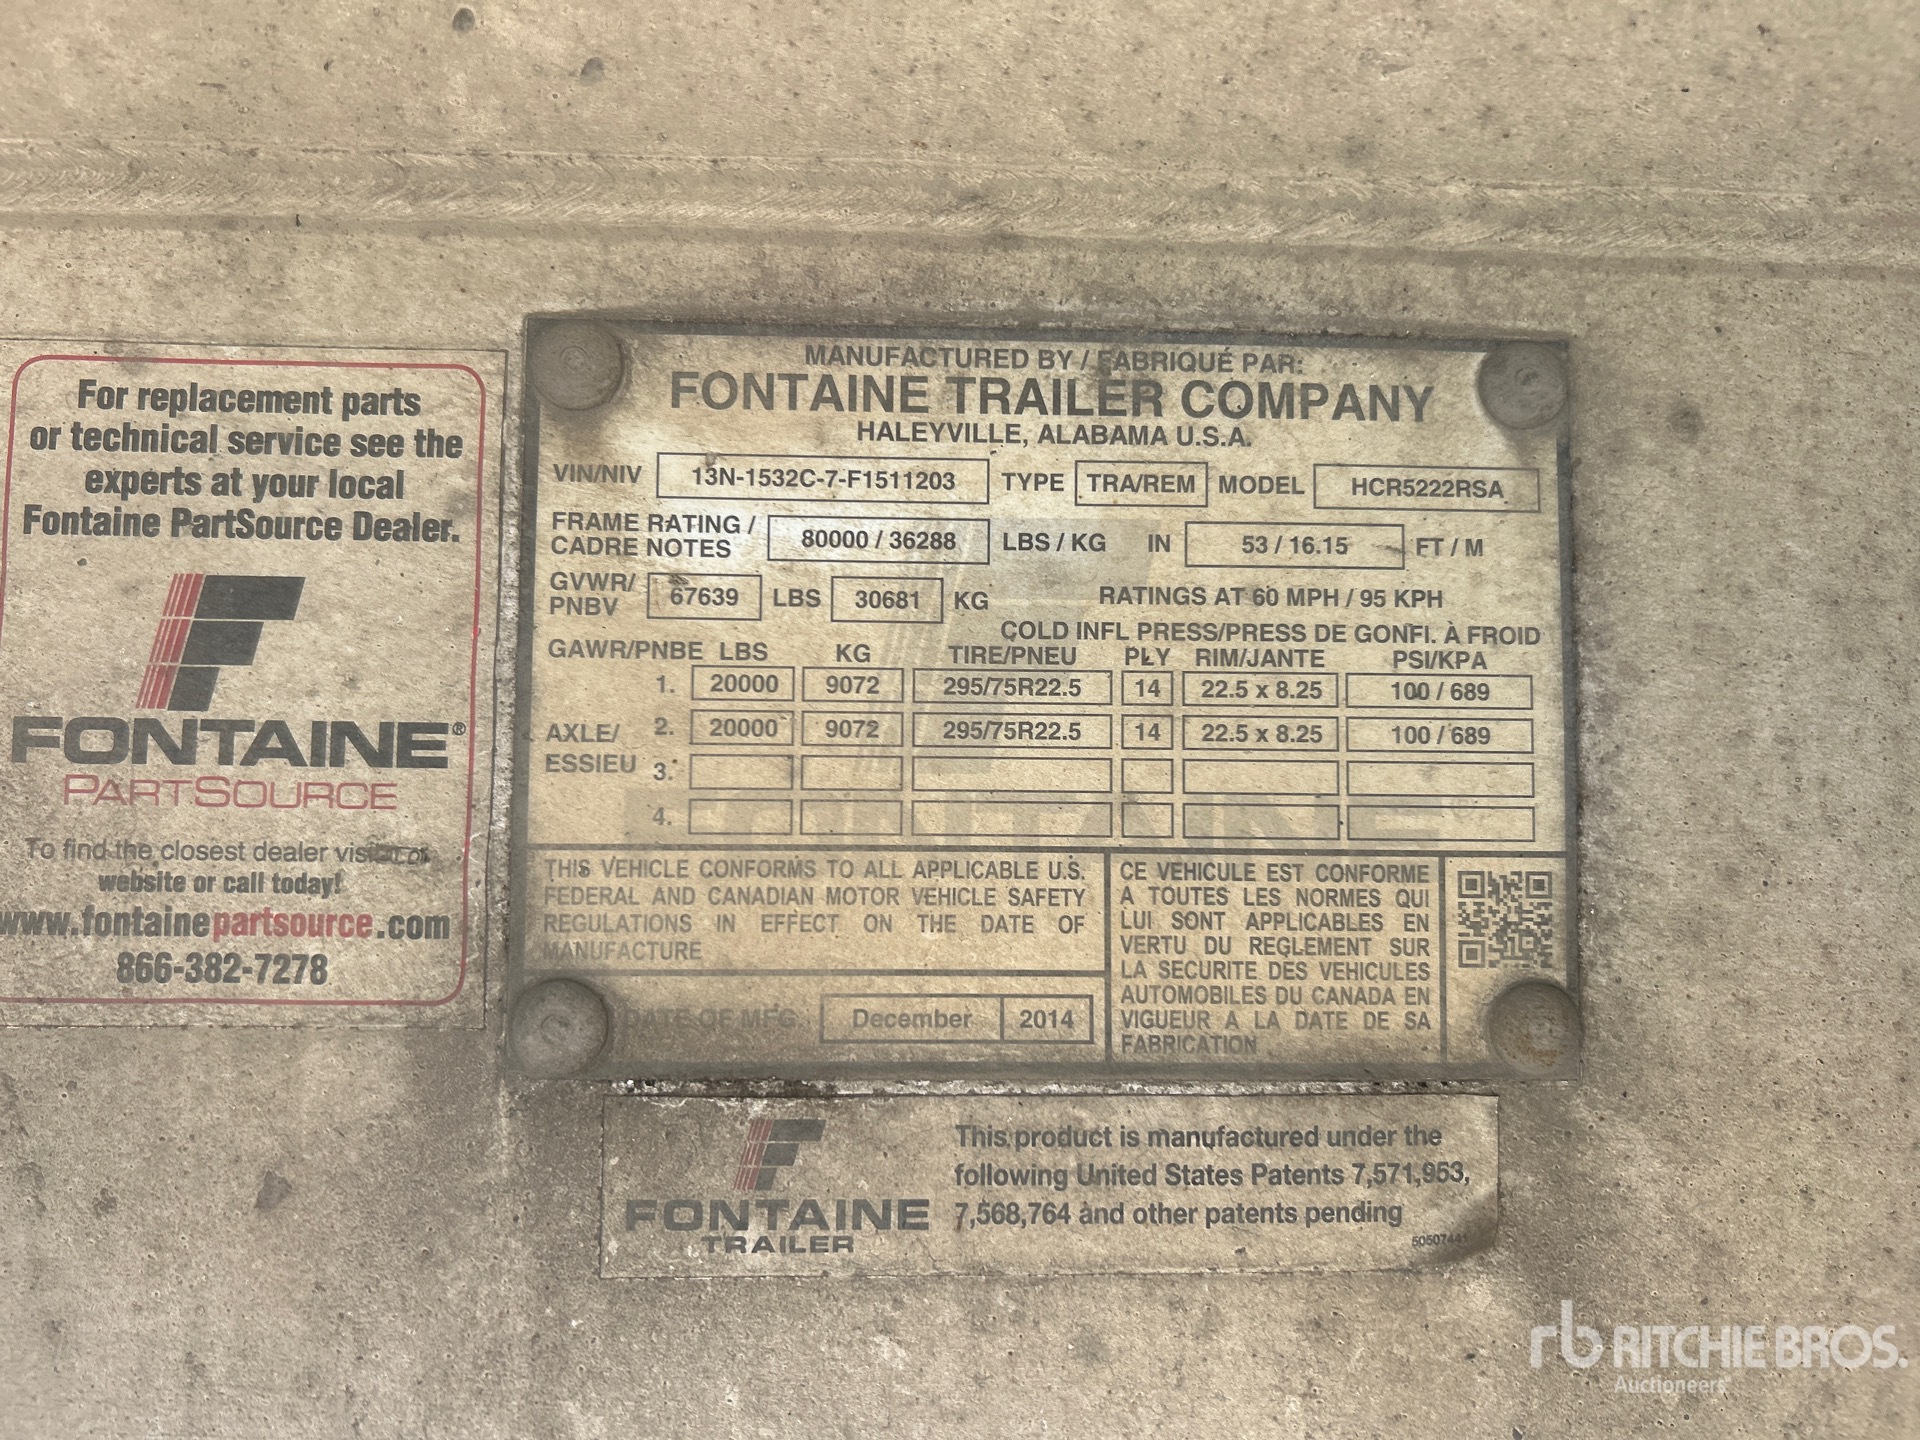 For replacement parts
or technical service see the
experts at your local
Fontaine PartSource Dealer.
FONTAINE®
PARTSOURCE
To find the closest dealer visit our
website or call today!
www.fontainepartsource.com
866-382-7278
MANUFACTURED BY / FABRIQUÉ PAR:
FONTAINE TRAILER COMPANY
HALEYVILLE, ALABAMA U.S.A.
VIN/NIV 13N-1532C-7-F1511203 TYPE TRA/REM MODEL HCR5222RSA
FRAME RATING /
CADRE NOTES 80000 / 36288 LBS / KG IN 53 / 16.15 FT / M
GVWR/
PNBV 67639 LBS 30681 KG RATINGS AT 60 MPH / 95 KPH
COLD INFL PRESS/PRESS DE GONFI. À FROID
GAWR/PNBE LBS KG TIRE/PNEU PLY RIM/JANTE PSI/KPA
1. 20000 9072 295/75R22.5 14 22.5 x 8.25 100 / 689
AXLE/ 2. 20000 9072 295/75R22.5 14 22.5 x 8.25 100 / 689
ESSIEU 3.
4.
FONTAINE
THIS VEHICLE CONFORMS TO ALL APPLICABLE U.S.
FEDERAL AND CANADIAN MOTOR VEHICLE SAFETY
REGULATIONS IN EFFECT ON THE DATE OF
MANUFACTURE
DATE OF MFG December 2014
CE VEHICULE EST CONFORME
A TOUTES LES NORMES QUI
LUI SONT APPLICABLES EN
VERTU DU REGLEMENT SUR
LA SECURITE DES VEHICULES
AUTOMOBILES DU CANADA EN
VIGUEUR A LA DATE DE SA
FABRICATION
FONTAINE
TRAILER
This product is manufactured under the
following United States Patents 7,571,953,
7,568,764 and other patents pending
50507441
rb RITCHIE BROS.
Auctioneers